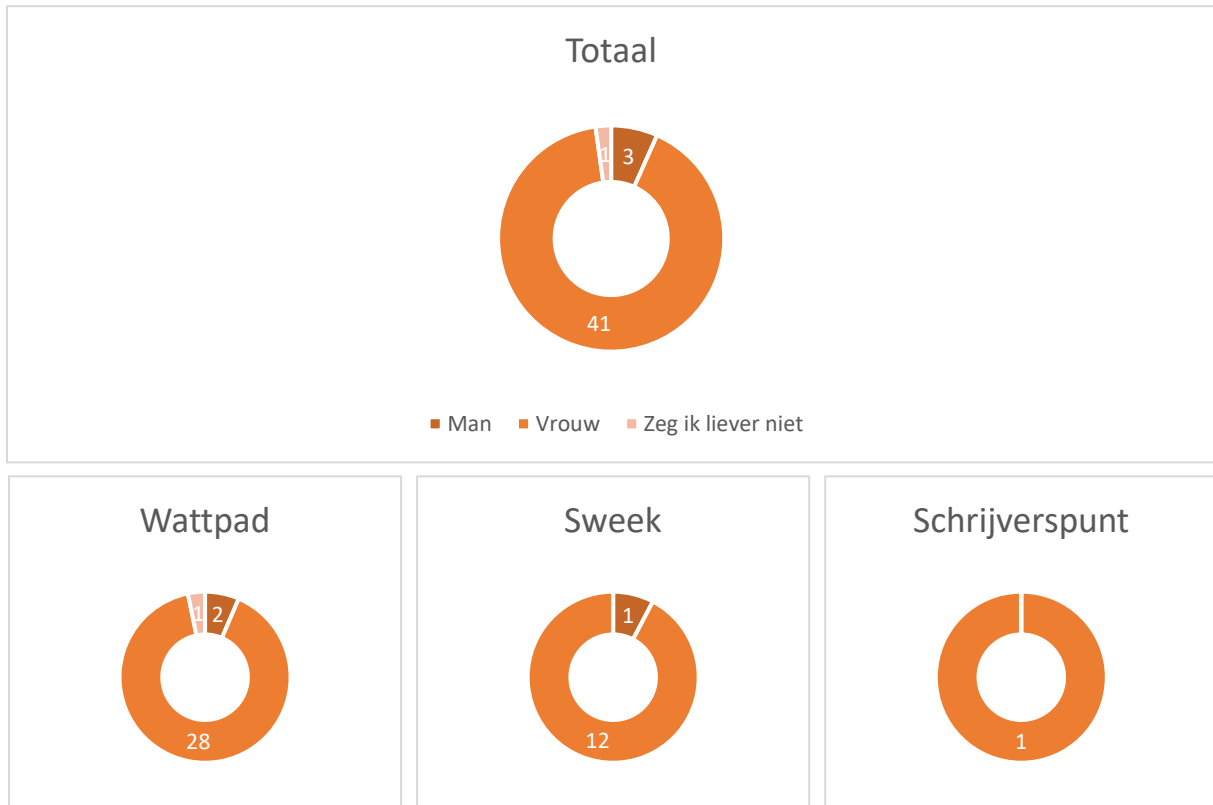 Totaal
1 3
41
Man Vrouw Zeg ik liever niet
Wattpad
1 2
28
Sweek
1
12
Schrijverspunt
1